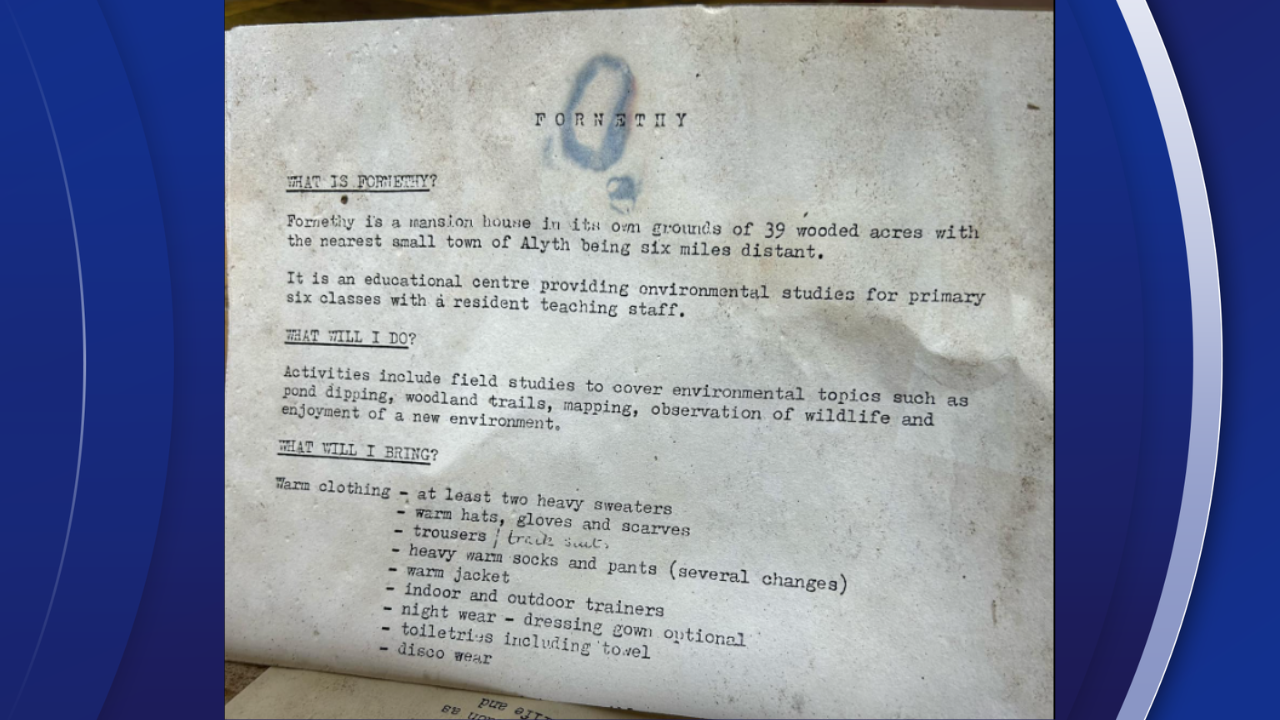 FORNETHY
WHAT IS FORNETHY?
Fornethy is a mansion house in its own grounds of 39 wooded acres with
the nearest small town of Alyth being six miles distant.
It is an educational centre providing environmental studies for primary
six classes with a resident teaching staff.
WHAT WILL I DO?
Activities include field studies to cover environmental topics such as
pond dipping, woodland trails, mapping, observation of wildlife and
enjoyment of a new environment.
WHAT WILL I BRING?
Warm clothing - at least two heavy sweaters
- warm hats, gloves and scarves
- trousers / track suit.
- heavy warm socks and pants (several changes)
- warm jacket
- indoor and outdoor trainers
- night wear - dressing gown optional
- toiletries including towel
- disco wear
and
as